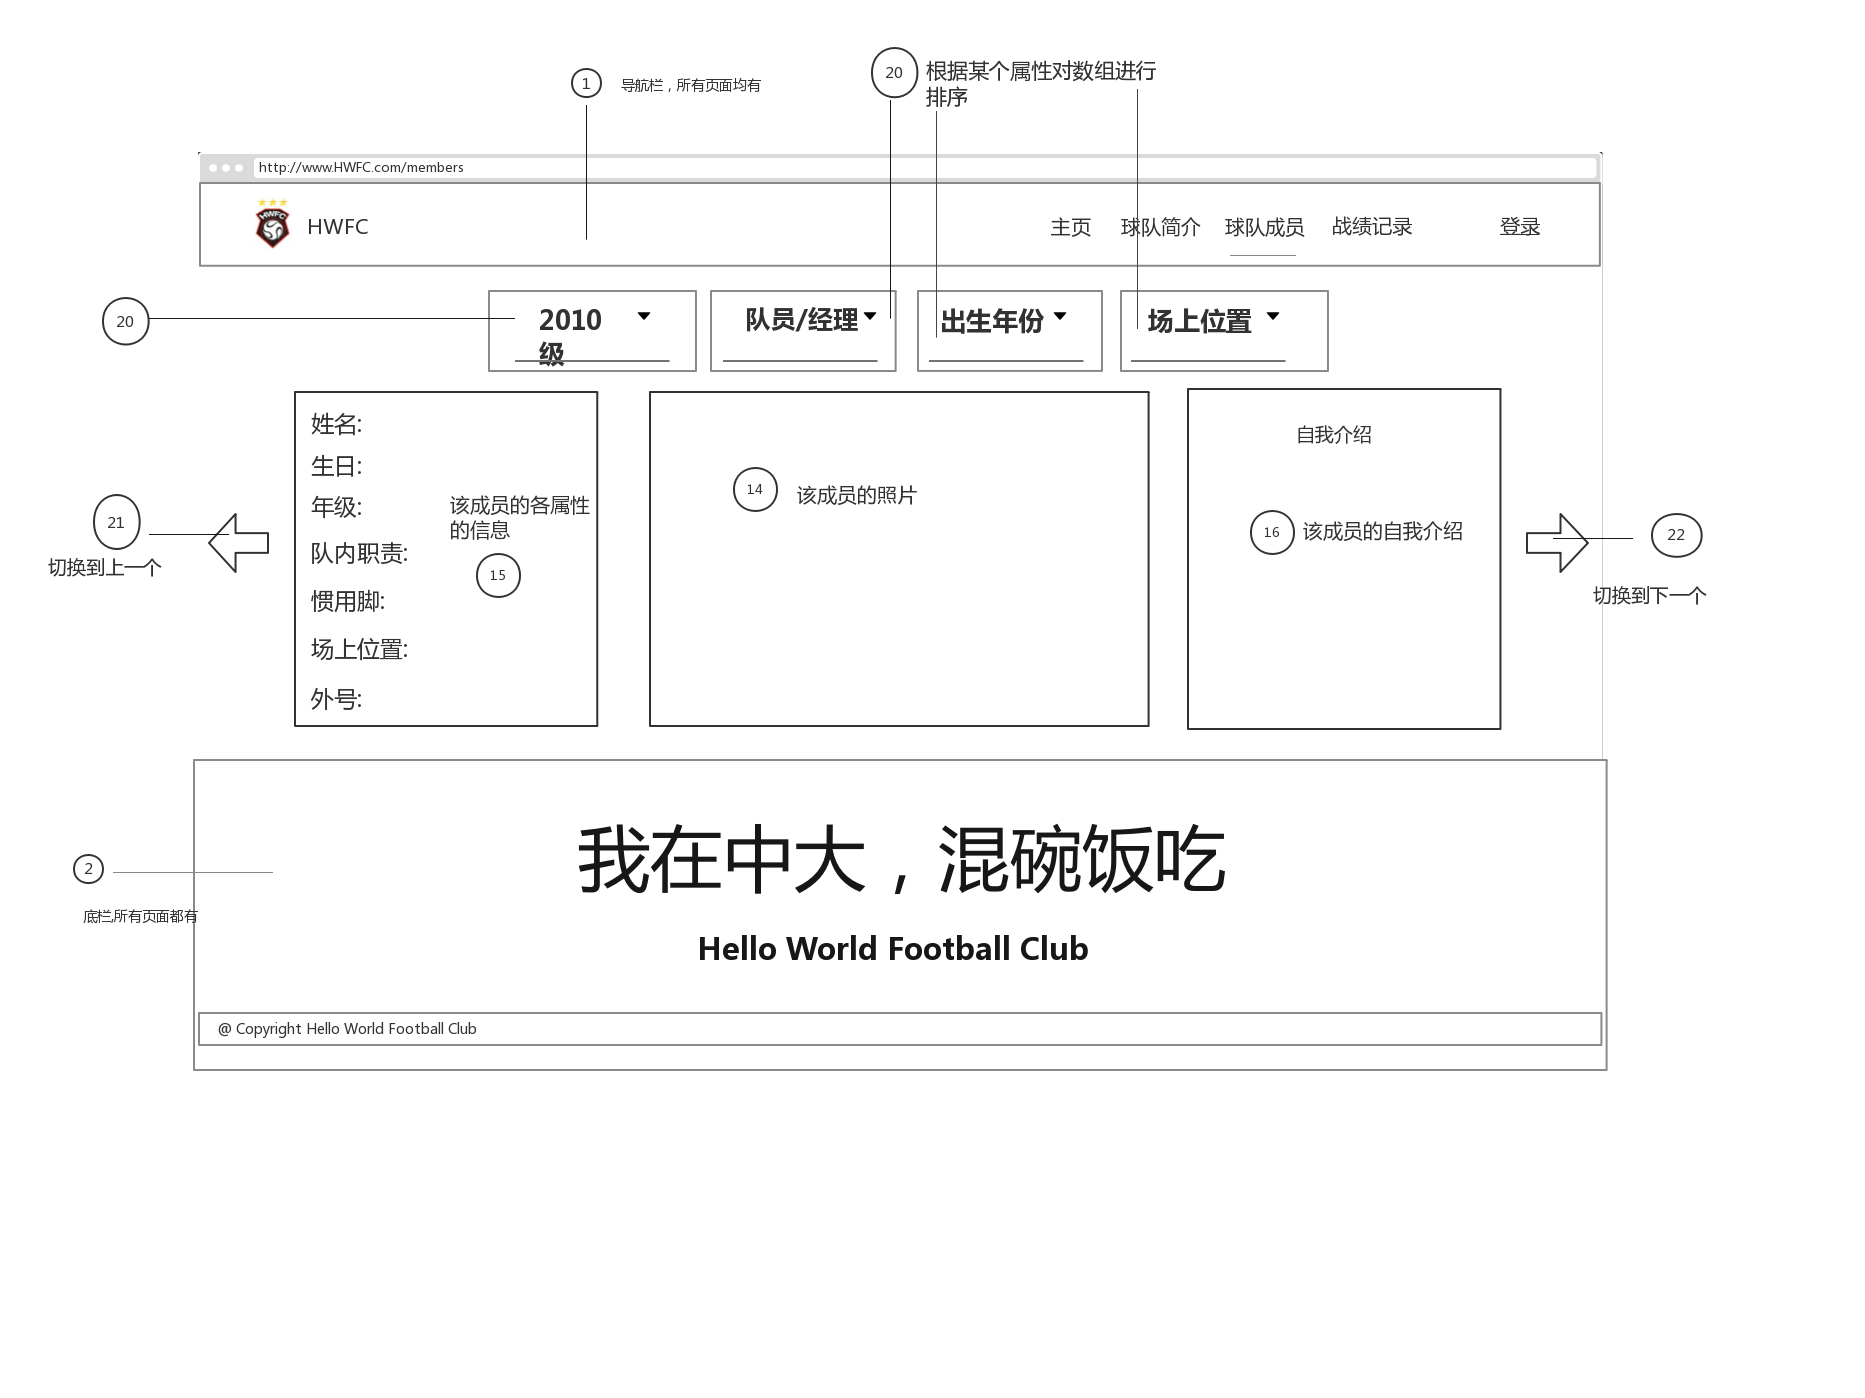 1
导航栏，所有页面均有
20
根据某个属性对数组进行
排序
http://www.HWFC.com/members
HWFC
HWFC
主页
球队简介
球队成员
战绩记录
登录
20
2010
级
队员/经理
出生年份
场上位置
姓名:
生日:
年级:
队内职责:
惯用脚:
场上位置:
外号:
该成员的各属性
的信息
15
14
该成员的照片
自我介绍
16
该成员的自我介绍
21
切换到上一个
22
切换到下一个
我在中大，混碗饭吃
Hello World Football Club
2
底栏,所有页面都有
@ Copyright Hello World Football Club